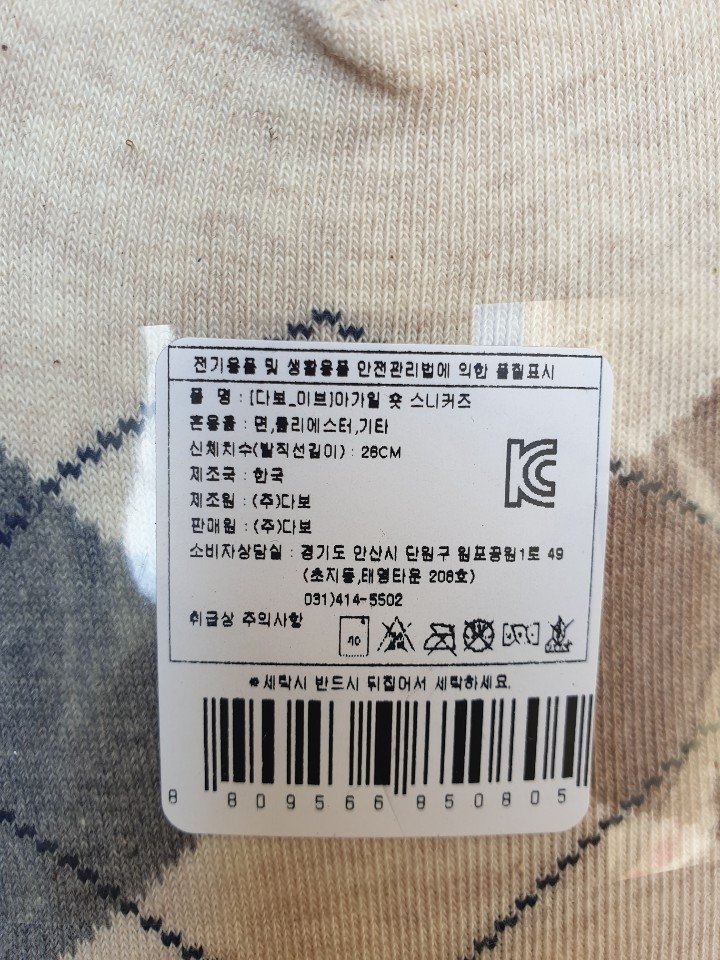 전기용품 및 생활용품 안전관리법에 의한 품질표시
품 명 : [다보_미브]아가일 숏 스니커즈
혼용율 : 면,폴리에스터,기타
신체치수(발직선길이) : 26CM
제조국 : 한국
제조원 : (주)다보
판매원 : (주)다보
소비자상담실 : 경기도 안산시 단원구 원포공원1로 49
(초지동,태영타운 206호)
031)414-5502
취급상 주의사항
*세탁시 반드시 뒤집어서 세탁하세요.
8 809566 850805